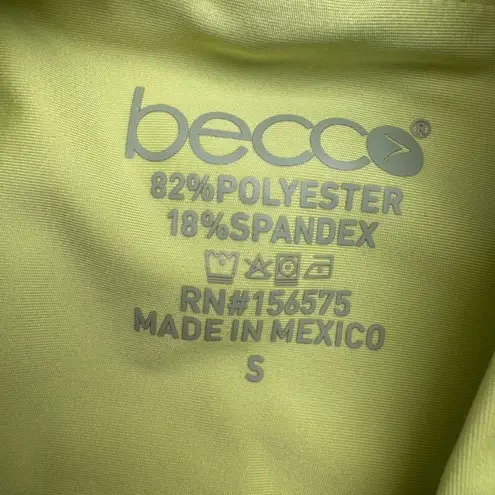 becco®
82%POLYESTER
18%SPANDEX
RN#156575
MADE IN MEXICO
S